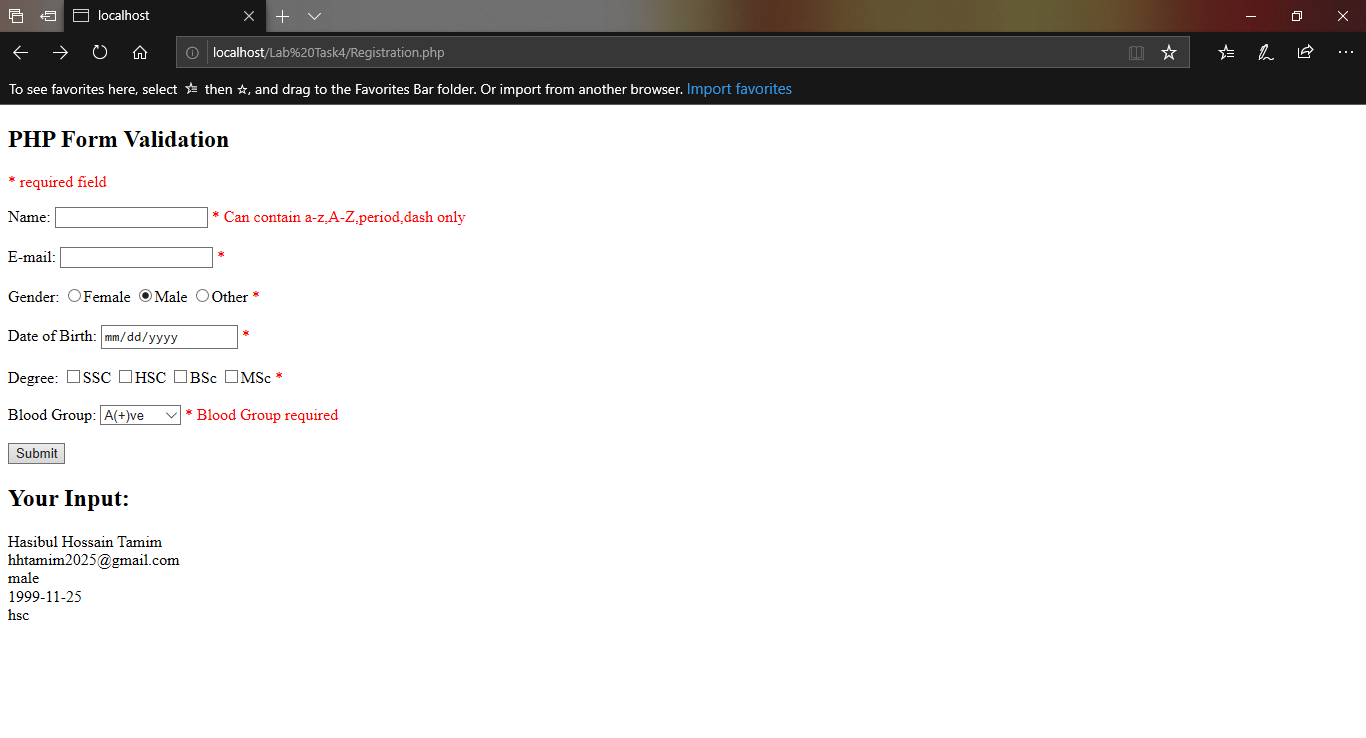 localhost
localhost/Lab%20Task4/Registration.php
To see favorites here, select then , and drag to the Favorites Bar folder. Or import from another browser. Import favorites
PHP Form Validation
* required field
Name: * Can contain a-z,A-Z,period,dash only
E-mail: *
Gender: Female Male Other *
Date of Birth: mm/dd/yyyy *
Degree: SSC HSC BSc MSc *
Blood Group: A(+)ve * Blood Group required
Submit
Your Input:
Hasibul Hossain Tamim
hhtamim2025@gmail.com
male
1999-11-25
hsc